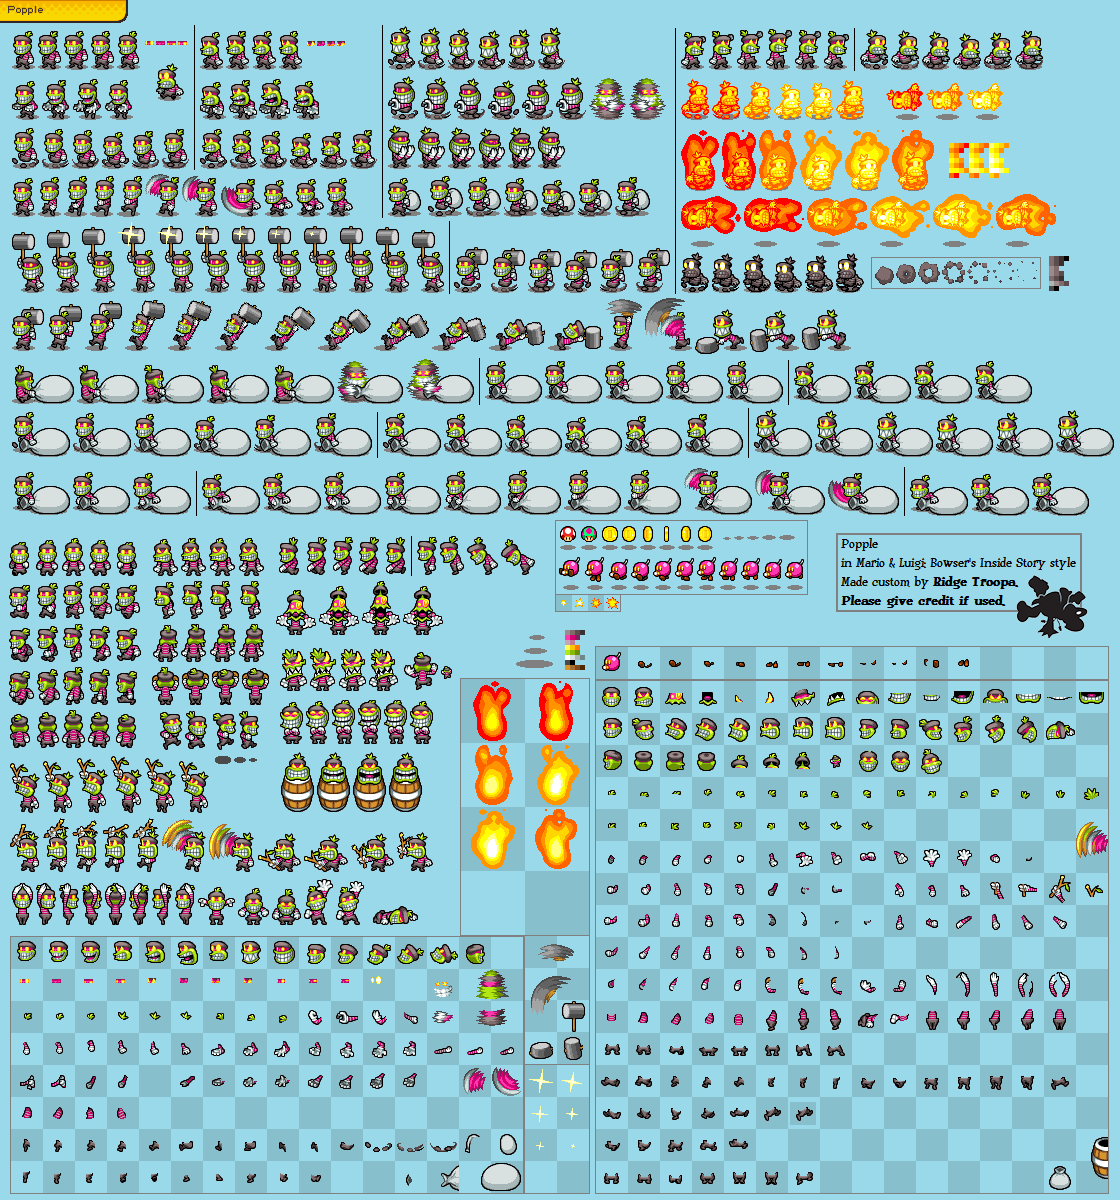 Popple
Popple
in Mario & Luigi: Bowser's Inside Story style
Made custom by Ridge Troopa.
Please give credit if used.